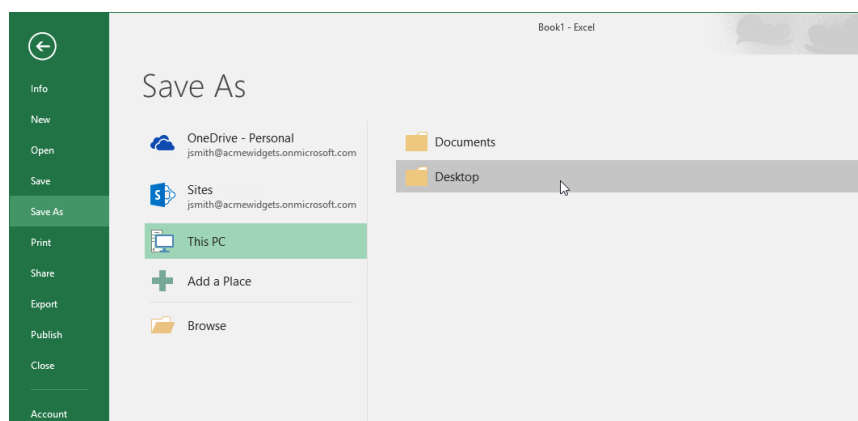 Book1 - Excel
Info
New
Open
Save
Save As
Print
Share
Export
Publish
Close
Account
Save As
OneDrive - Personal
jsmith@acmewidgets.onmicrosoft.com
Sites
jsmith@acmewidgets.onmicrosoft.com
This PC
Add a Place
Browse
Documents
Desktop